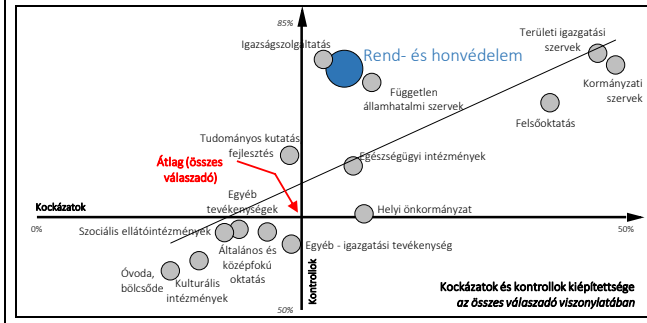 85%
Igazságszolgáltatás
Területi igazgatási
szervek
Rend- és honvédelem
Kormányzati
szervek
Független
államhatalmi szervek
Felsőoktatás
Tudományos kutatás
fejlesztés
Egészségügyi intézmények
Átlag (összes
válaszadó)
Egyéb
tevékenységek
Kockázatok
Helyi önkormányzat
0%
50%
Szociális ellátóintézmények
Általános és
középfokú
oktatás
Egyéb - igazgatási tevékenység
Óvoda,
bölcsőde
Kulturális
intézmények
Kontrollok
50%
Kockázatok és kontrollok kiépítettsége
az összes válaszadó viszonylatában